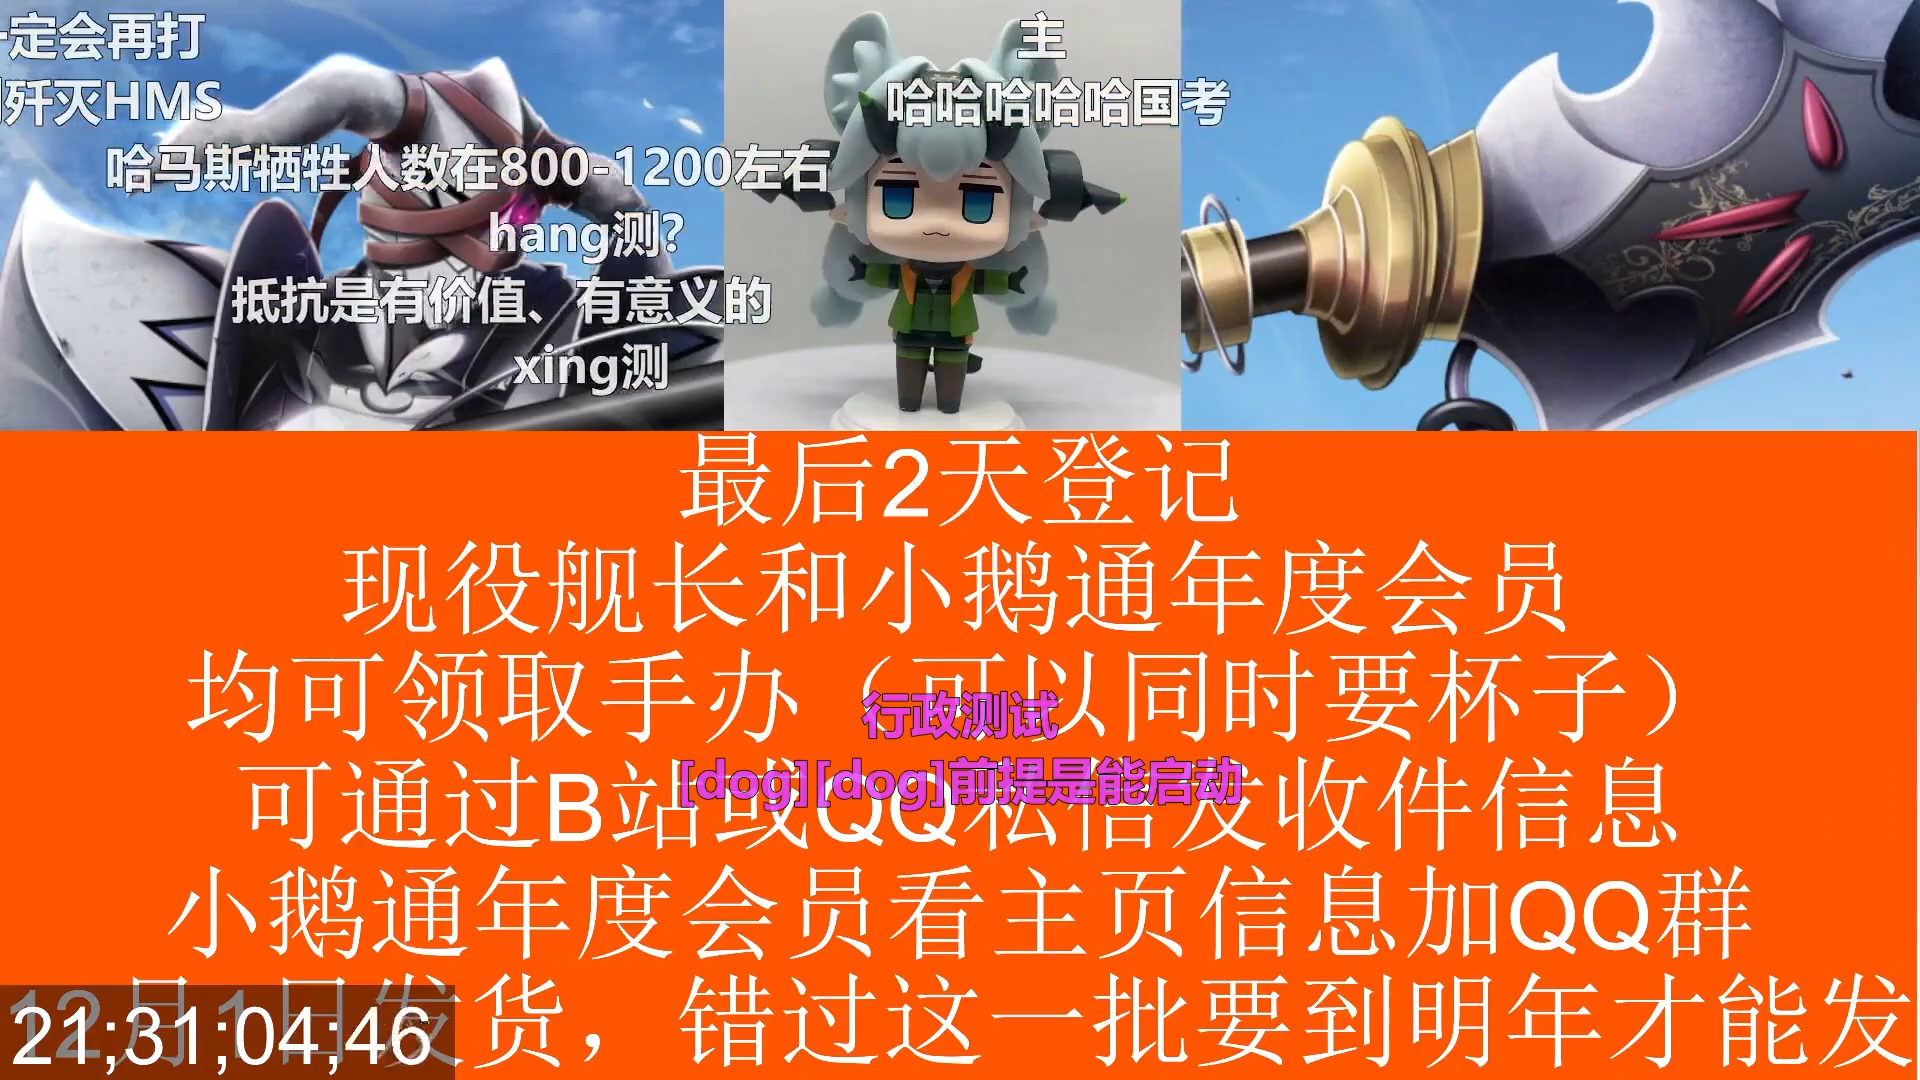 一定会再打
主
歼灭HMS
哈哈哈哈哈国考
哈马斯牺牲人数在800-1200左右
hang测?
抵抗是有价值、有意义的
xing测
最后2天登记
现役舰长和小鹅通年度会员
均可领取手办（可以同时要杯子）
行政测试
[dog][dog]前提是能启动
可通过B站或QQ私信发收件信息
小鹅通年度会员看主页信息加QQ群
12月1日发货，错过这一批要到明年才能发
21;31;04;46